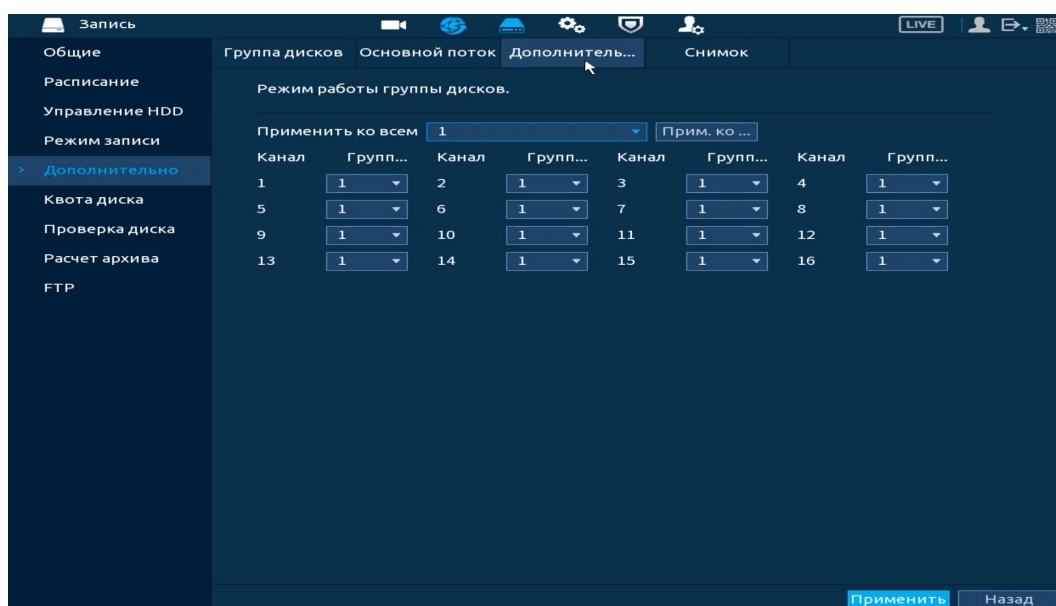 Запись LIVE
Общие Группа дисков Основной поток Дополнитель... Снимок
Расписание Режим работы группы дисков.
Управление HDD
Режим записи Применить ко всем 1 Прим. ко ...
Канал Групп... Канал Групп... Канал Групп... Канал Групп...
> Дополнительно
1 1 2 1 3 1 4 1
Квота диска
5 1 6 1 7 1 8 1
Проверка диска
9 1 10 1 11 1 12 1
Расчет архива
13 1 14 1 15 1 16 1
FTP
Применить Назад